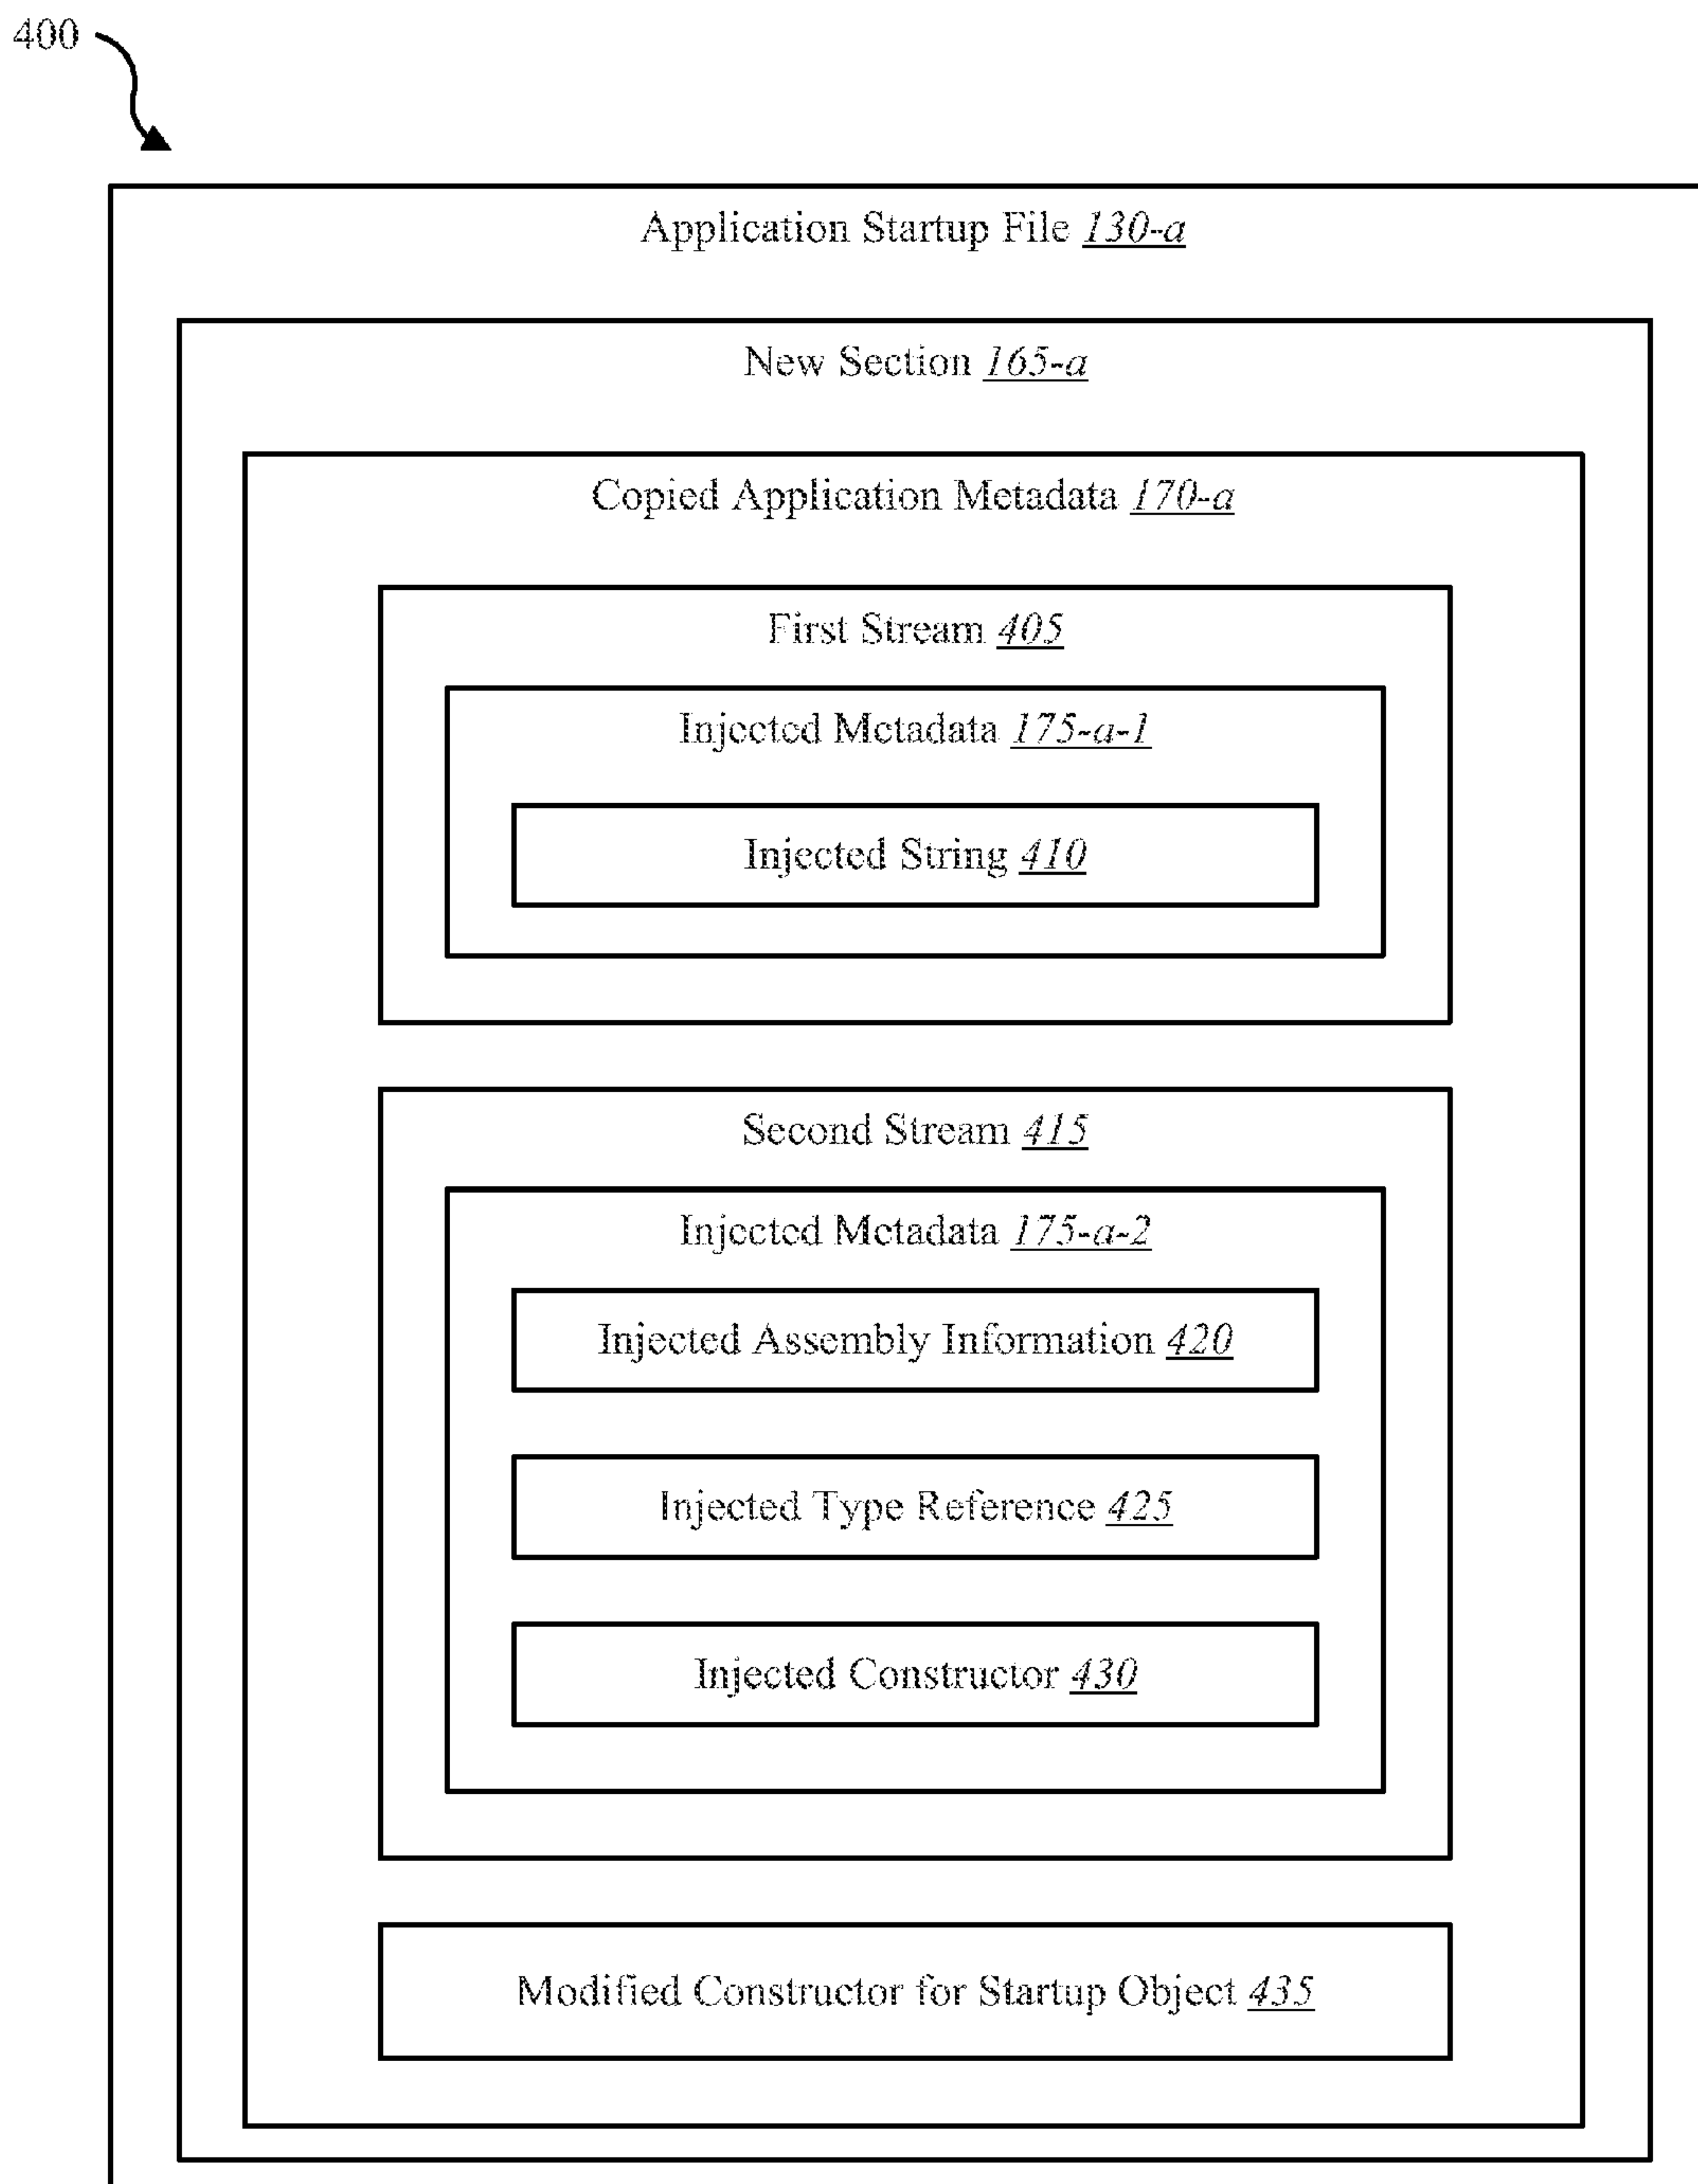 400
Application Startup File 130-a
New Section 165-a
Copied Application Metadata 170-a
First Stream 405
Injected Metadata 175-a-1
Injected String 410
Second Stream 415
Injected Metadata 175-a-2
Injected Assembly Information 420
Injected Type Reference 425
Injected Constructor 430
Modified Constructor for Startup Object 435